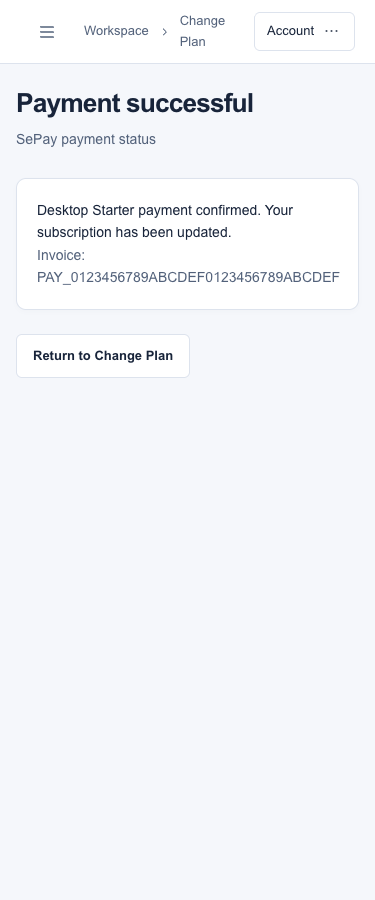 Workspace
Change
Plan
Account ...
Payment successful
SePay payment status
Desktop Starter payment confirmed. Your
subscription has been updated.
Invoice:
PAY_0123456789ABCDEF0123456789ABCDEF
Return to Change Plan